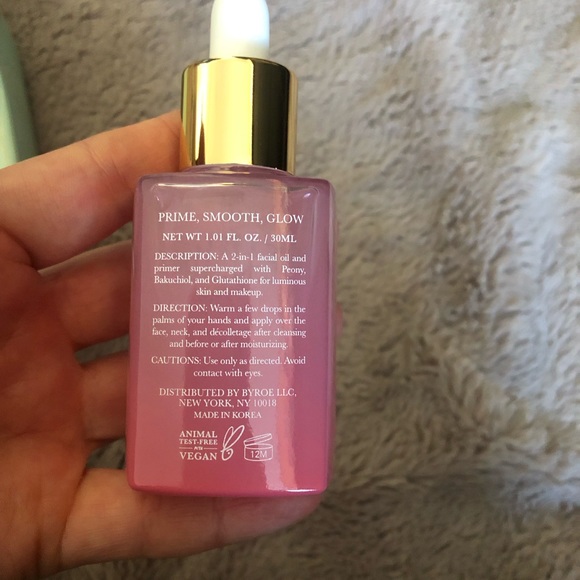 PRIME, SMOOTH, GLOW
NET WT 1.01 FL. OZ. / 30ML
DESCRIPTION: A 2-in-1 facial oil and
primer supercharged with Peony,
Bakuchiol, and Glutathione for luminous
skin and makeup.
DIRECTION: Warm a few drops in the
palms of your hands and apply over the
face, neck, and décolletage after cleansing
and before or after moisturizing.
CAUTIONS: Use only as directed. Avoid
contact with eyes.
DISTRIBUTED BY BYROE LLC,
NEW YORK, NY 10018
MADE IN KOREA
ANIMAL
TEST-FREE
VEGAN
12M